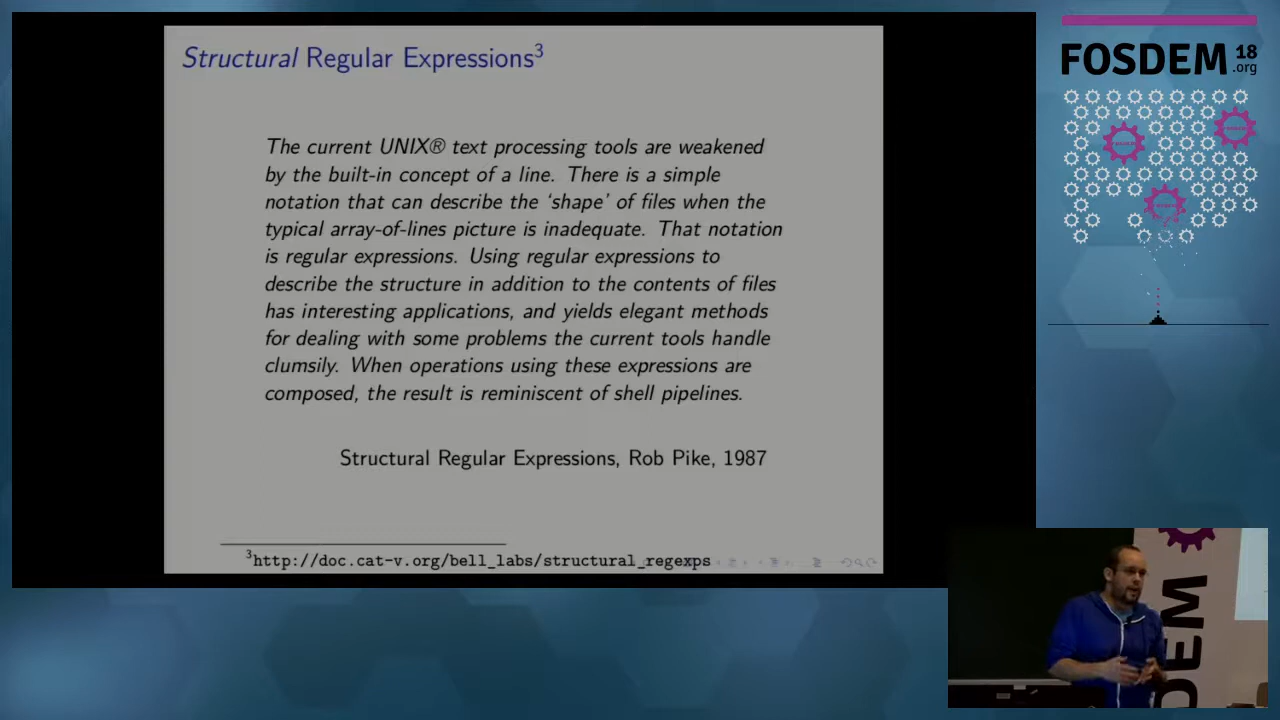 Structural Regular Expressions3
The current UNIX® text processing tools are weakened
by the built-in concept of a line. There is a simple
notation that can describe the ‘shape’ of files when the
typical array-of-lines picture is inadequate. That notation
is regular expressions. Using regular expressions to
describe the structure in addition to the contents of files
has interesting applications, and yields elegant methods
for dealing with some problems the current tools handle
clumsily. When operations using these expressions are
composed, the result is reminiscent of shell pipelines.
Structural Regular Expressions, Rob Pike, 1987
3http://doc.cat-v.org/bell_labs/structural_regexps
FOSDEM 18
.org